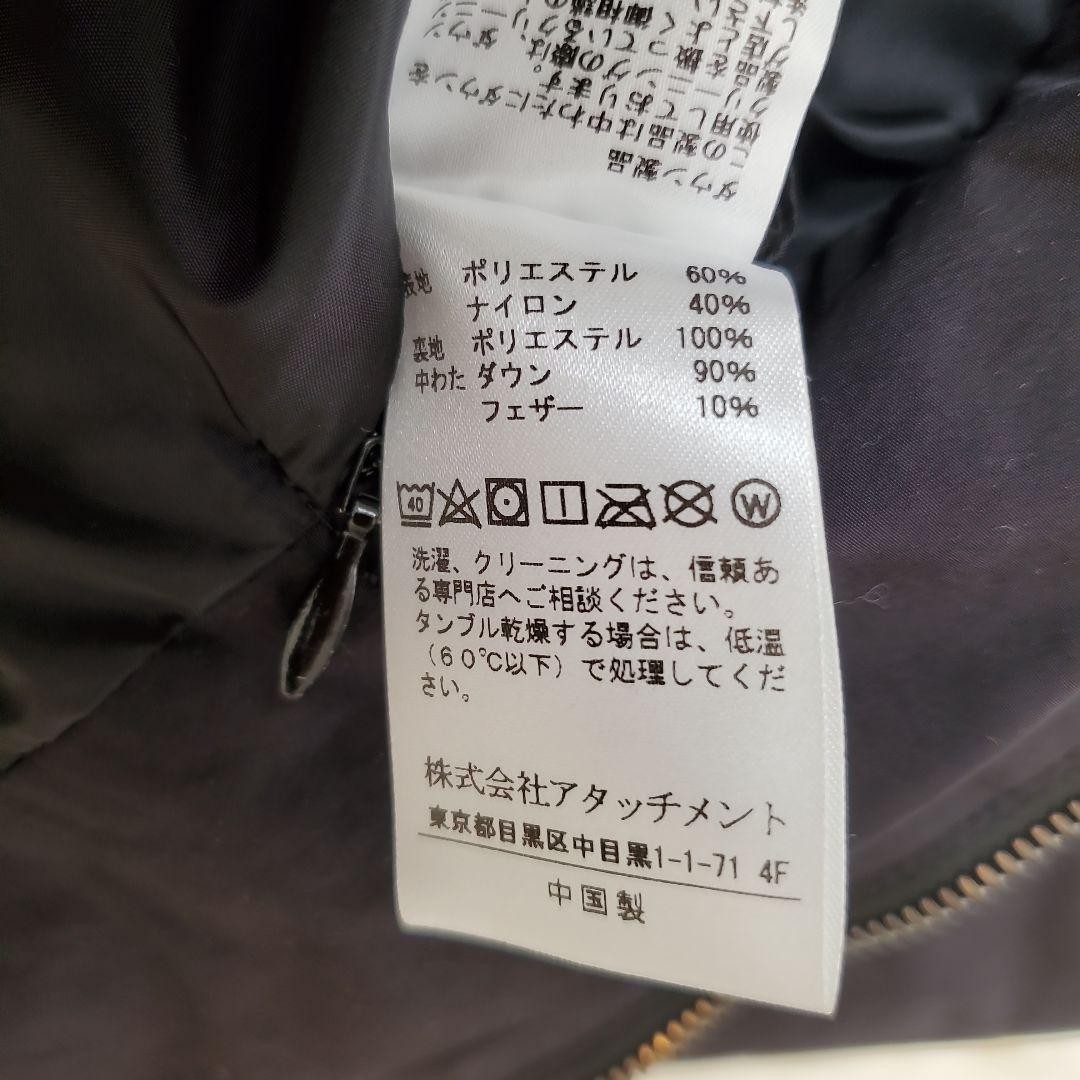 ダウン製品
この製品は中わたにダウンを
使用しております。ダウン
表地 ポリエステル 60%
ナイロン 40%
裏地 ポリエステル 100%
中わた ダウン 90%
フェザー 10%
40
W
洗濯、クリーニングは、信頼あ
る専門店へご相談ください。
タンブル乾燥する場合は、低温
(60℃以下)で処理してくだ
さい。
株式会社アタッチメント
東京都目黒区中目黒1-1-71 4F
中国製